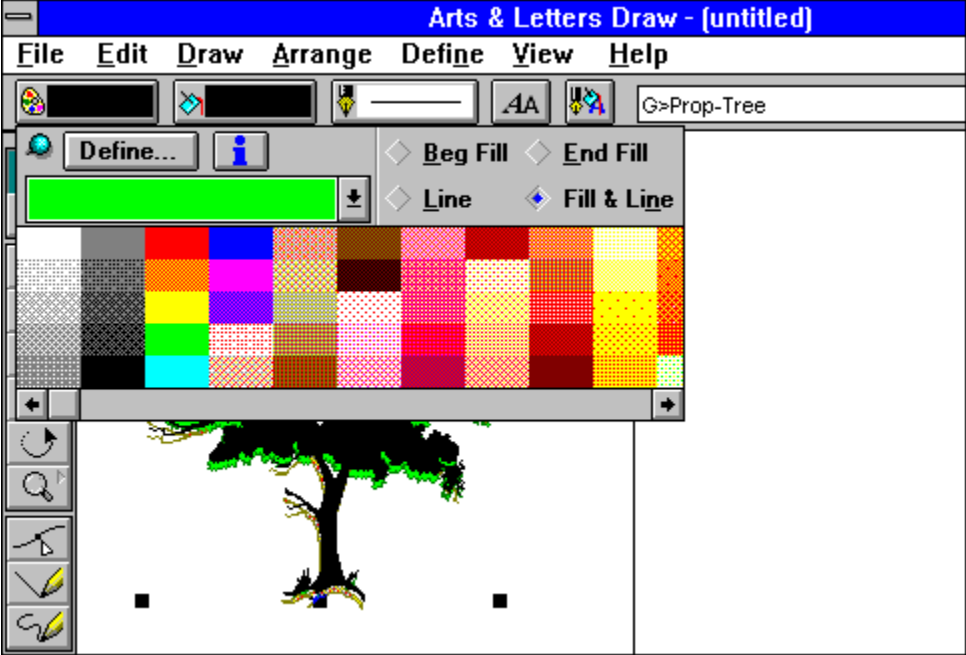 Arts & Letters Draw - (untitled)
File Edit Draw Arrange Define View Help
AA G>Prop-Tree
Define... i Beg Fill End Fill
Line Fill & Line